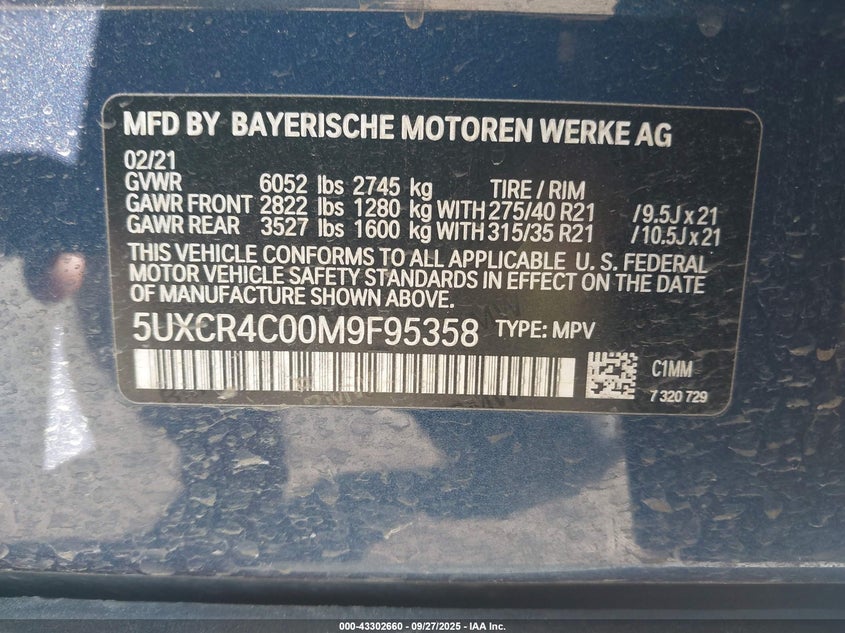 MFD BY BAYERISCHE MOTOREN WERKE AG
02/21
GVWR 6052 lbs 2745 kg TIRE / RIM
GAWR FRONT 2822 lbs 1280 kg WITH 275/40 R21 /9.5J x 21
GAWR REAR 3527 lbs 1600 kg WITH 315/35 R21 /10.5J x 21
THIS VEHICLE CONFORMS TO ALL APPLICABLE U. S. FEDERAL
MOTOR VEHICLE SAFETY STANDARDS IN EFFECT ON THE DATE
OF MANUFACTURE SHOWN ABOVE.
5UXCR4C00M9F95358 TYPE: MPV
C1MM
7 320 729
000-43302660 - 09/27/2025 - IAA Inc.